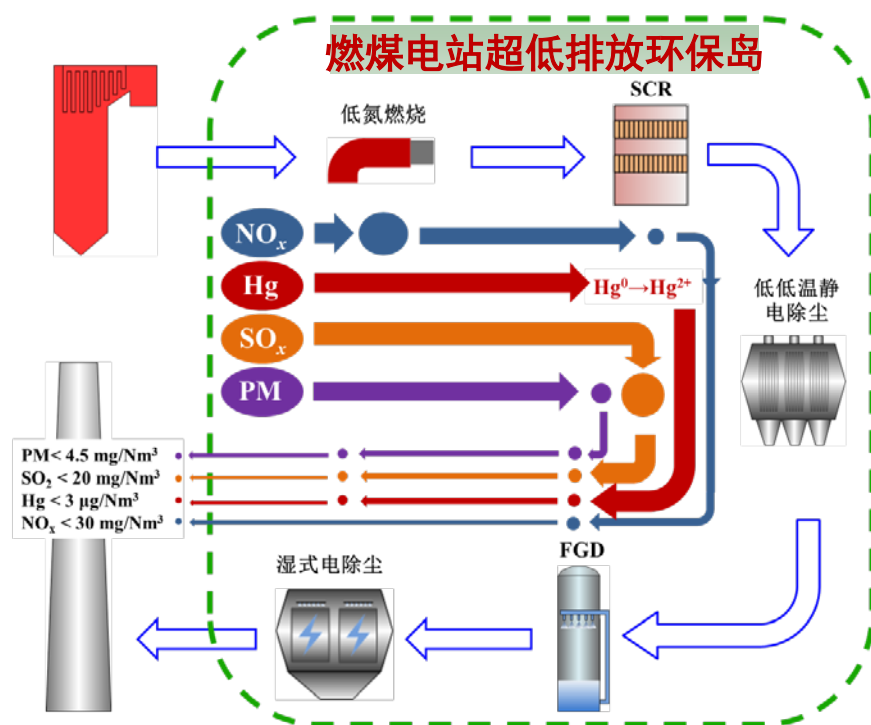 燃煤电站超低排放环保岛
SCR
低氮燃烧
NOₓ
Hg
Hg⁰→Hg²⁺
低低温静
电除尘
SOₓ
PM
PM< 4.5 mg/Nm³
SO₂ < 20 mg/Nm³
Hg < 3 μg/Nm³
NOₓ < 30 mg/Nm³
湿式电除尘
FGD